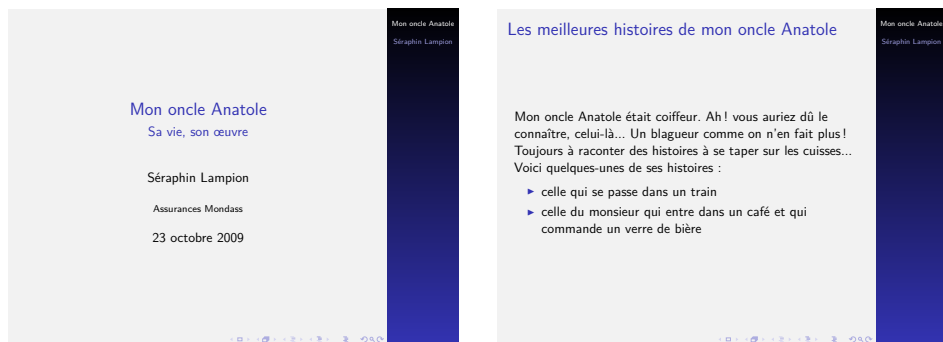 Mon oncle Anatole
Sa vie, son œuvre
Séraphin Lampion
Assurances Mondass
23 octobre 2009
Mon oncle Anatole
Séraphin Lampion
Les meilleures histoires de mon oncle Anatole
Mon oncle Anatole était coiffeur. Ah ! vous auriez dû le
connaître, celui-là... Un blagueur comme on n'en fait plus !
Toujours à raconter des histoires à se taper sur les cuisses...
Voici quelques-unes de ses histoires :
celle qui se passe dans un train
celle du monsieur qui entre dans un café et qui
commande un verre de bière
Mon oncle Anatole
Séraphin Lampion